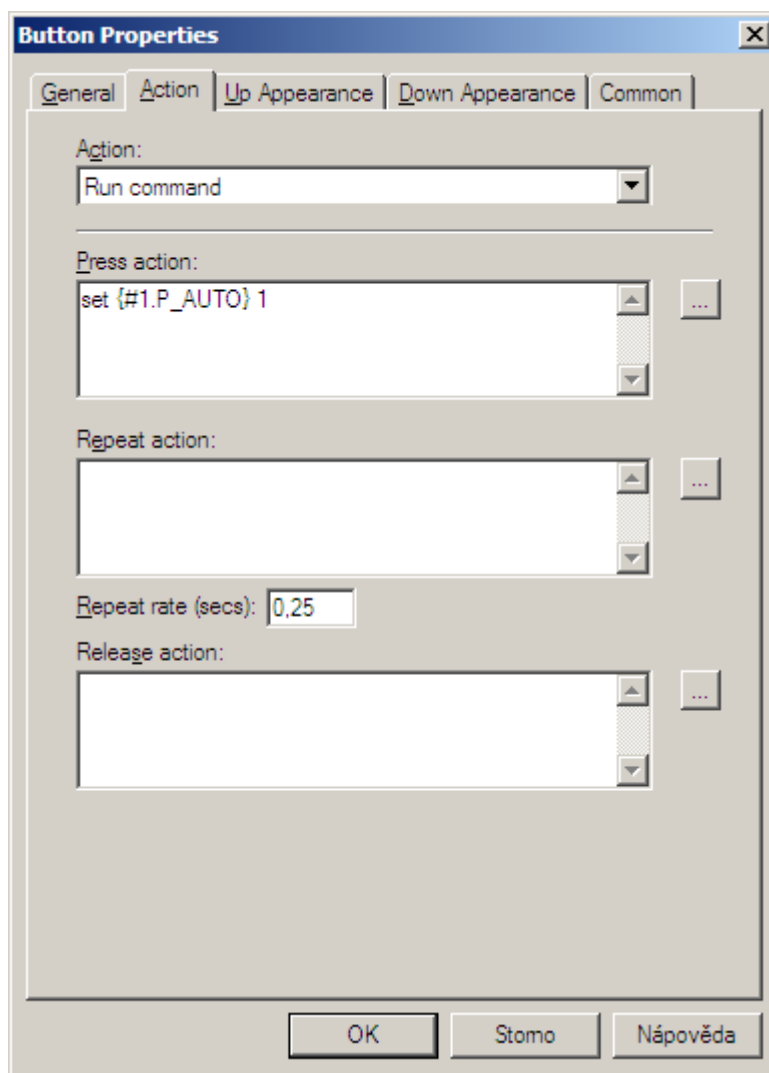 Button Properties
General Action Up Appearance Down Appearance Common
Action:
Run command
Press action:
set {#1.P_AUTO} 1
...
Repeat action:
...
Repeat rate (secs): 0,25
Release action:
...
OK Storno Nápověda